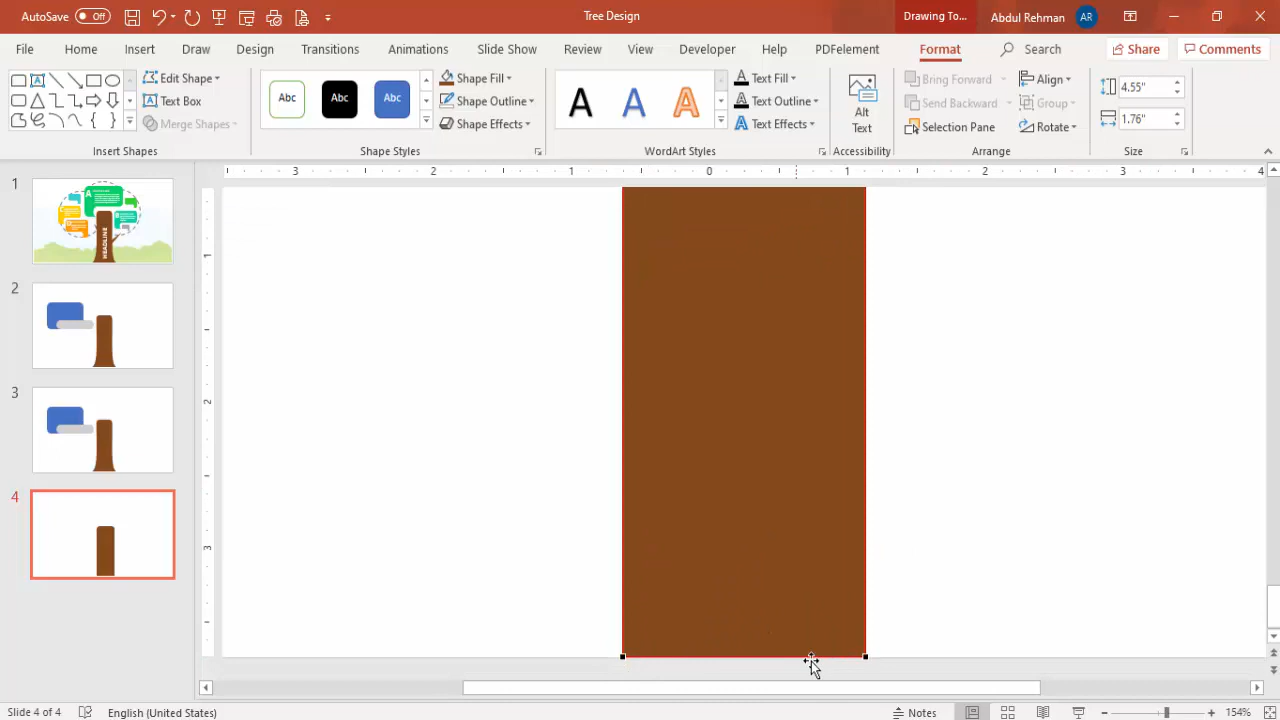 AutoSave Off Tree Design Drawing To... Abdul Rehman AR
File Home Insert Draw Design Transitions Animations Slide Show Review View Developer Help PDFelement Format Search Share Comments
Edit Shape
Text Box
Merge Shapes
Insert Shapes
Abc Abc Abc
Shape Fill
Shape Outline
Shape Effects
Shape Styles
A A A
Text Fill
Text Outline
Text Effects
WordArt Styles
Alt
Text
Accessibility
Bring Forward
Send Backward
Selection Pane
Align
Group
Rotate
Arrange
4.55"
1.76"
Size
3 2 1 0 1 2 3 4
1
2
3
1
HEADLINE
2
3
4
Slide 4 of 4 English (United States) Notes 154%